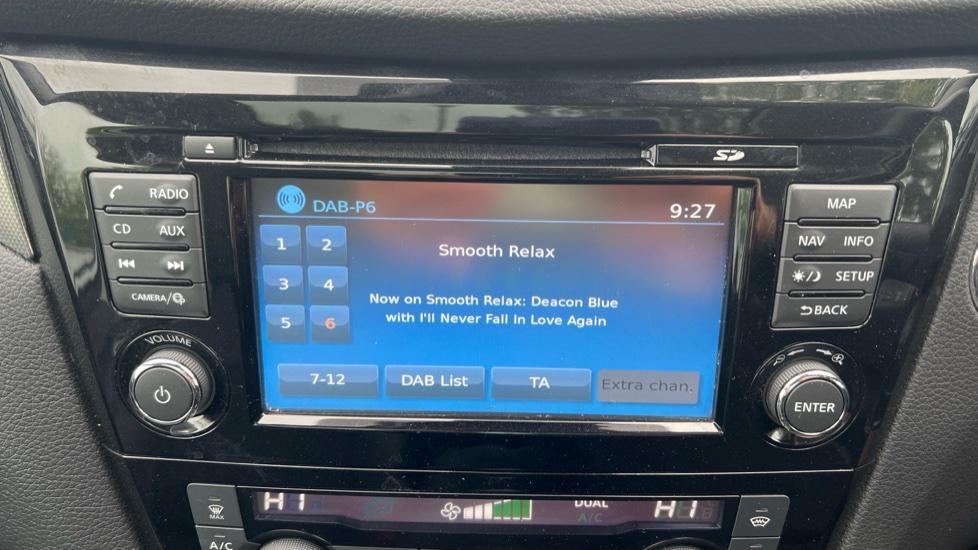 SD
RADIO
CD AUX
CAMERA/
VOLUME
DAB-P6
9:27
1 2
3 4
5 6
Smooth Relax
Now on Smooth Relax: Deacon Blue
with I'll Never Fall In Love Again
7-12
DAB List
TA
Extra chan.
MAP
NAV INFO
SETUP
BACK
ENTER
MAX
A/C
HI
DUAL
A/C
HI